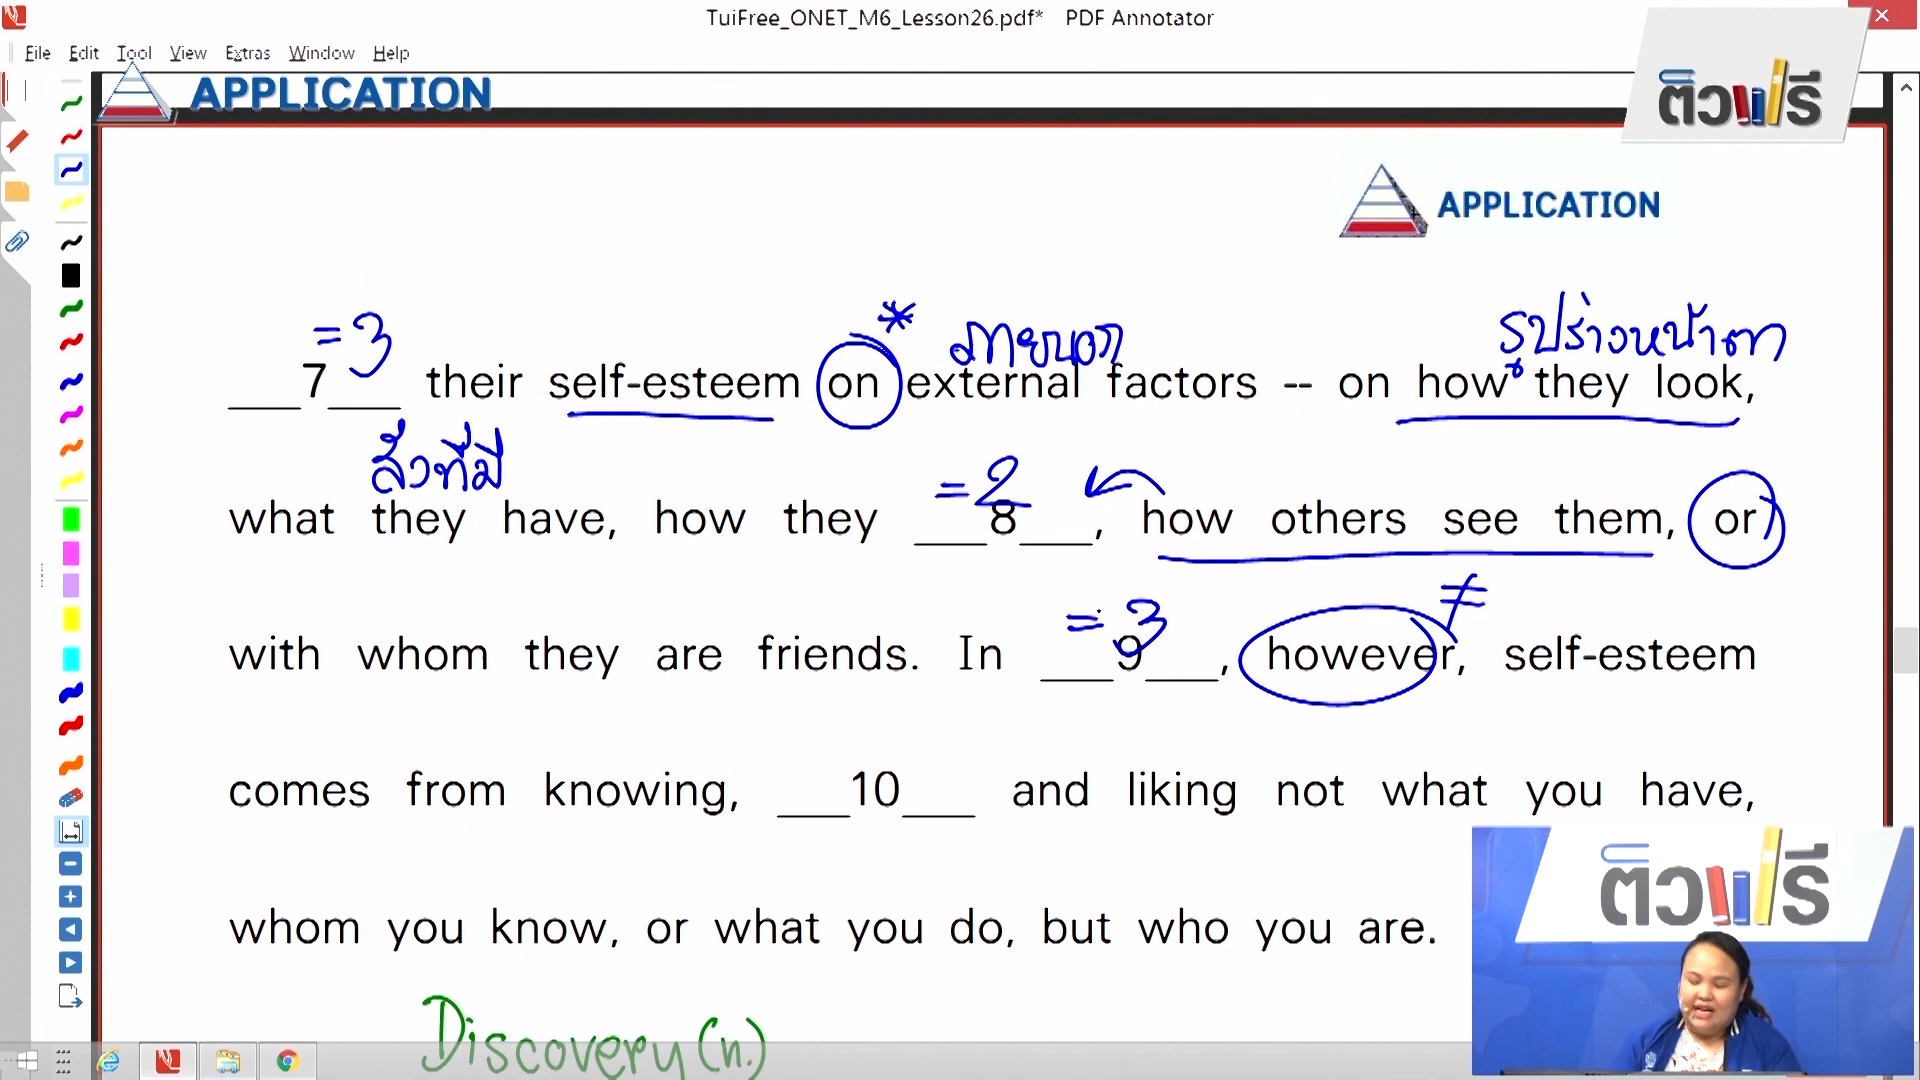 TuiFree_ONET_M6_Lesson26.pdf* PDF Annotator
File Edit Tool View Extras Window Help
APPLICATION
ติวฟรี
APPLICATION
=3 * ภายนอก รูปร่างหน้าตา
___7___ their self-esteem on external factors -- on how they look,
สิ่งที่มี =2
what they have, how they ___8___, how others see them, or
=3 ≠
with whom they are friends. In ___9___, however, self-esteem
comes from knowing, ___10___ and liking not what you have,
whom you know, or what you do, but who you are.
ติวฟรี
Discovery (n.)